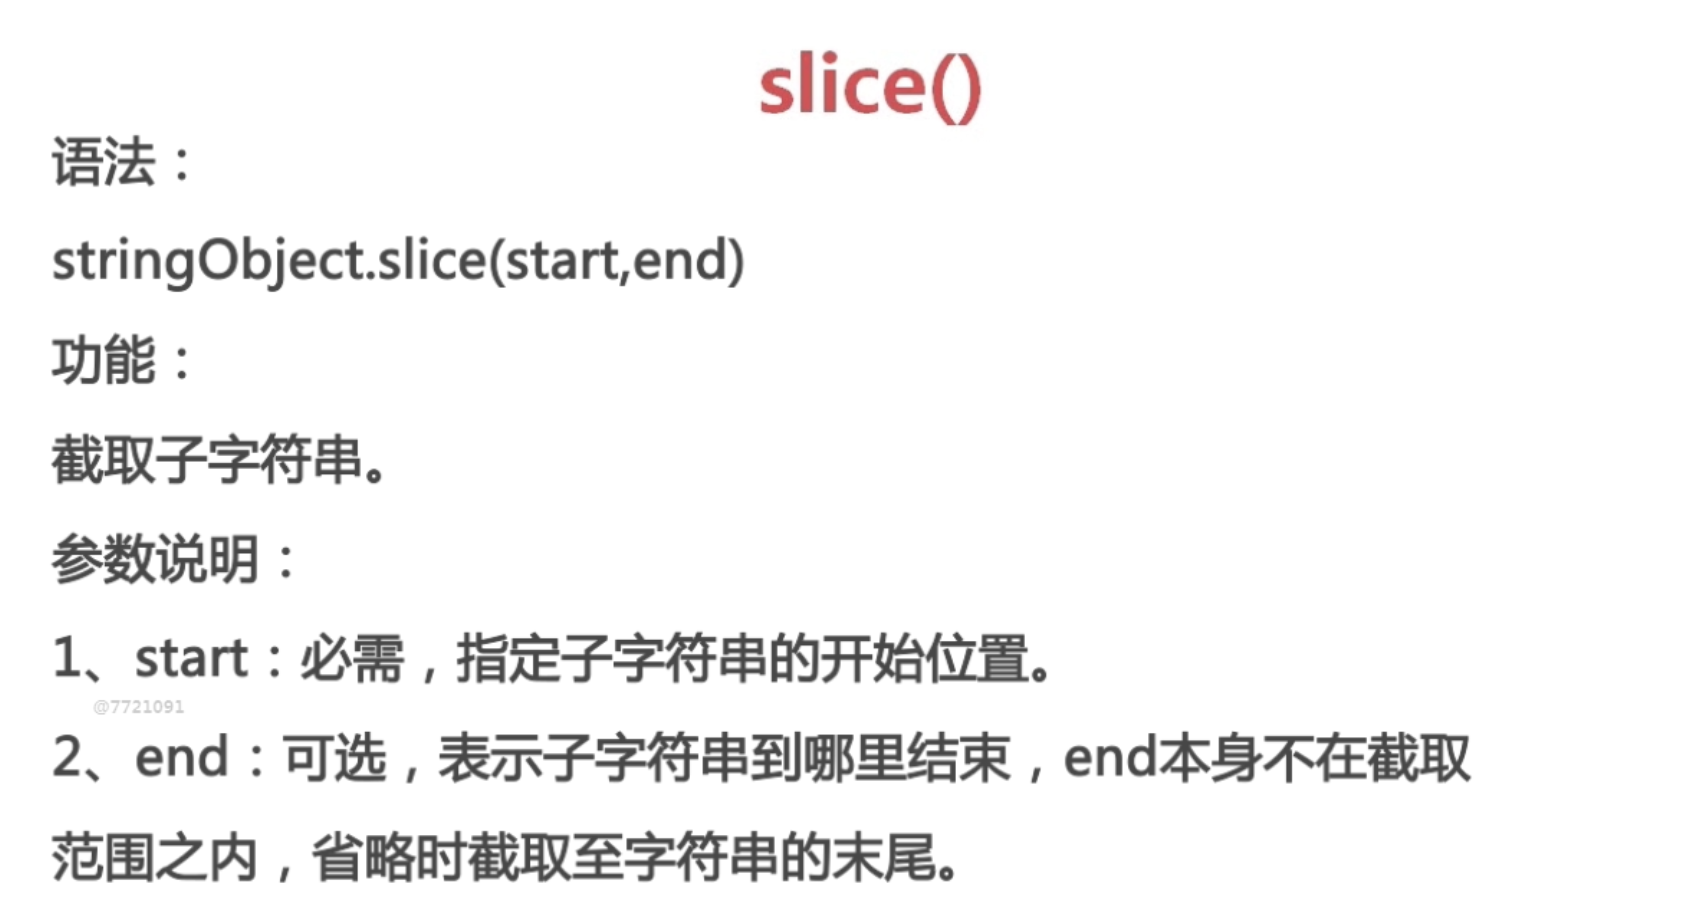 slice()
语法：
stringObject.slice(start,end)
功能：
截取子字符串。
参数说明：
1、start：必需，指定子字符串的开始位置。
@7721091
2、end：可选，表示子字符串到哪里结束，end本身不在截取
范围之内，省略时截取至字符串的末尾。